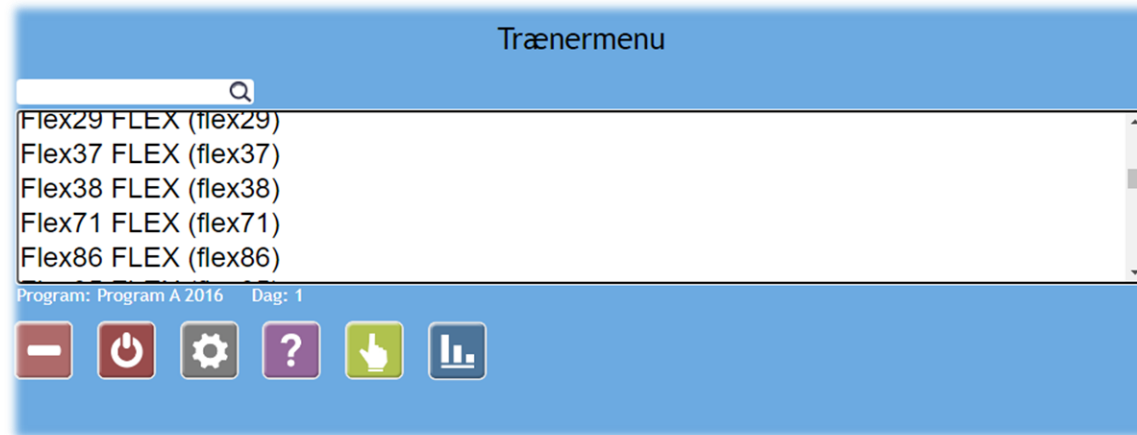 Trænermenu
Flex29 FLEX (flex29)
Flex37 FLEX (flex37)
Flex38 FLEX (flex38)
Flex71 FLEX (flex71)
Flex86 FLEX (flex86)
Program: Program A 2016 Dag: 1
?